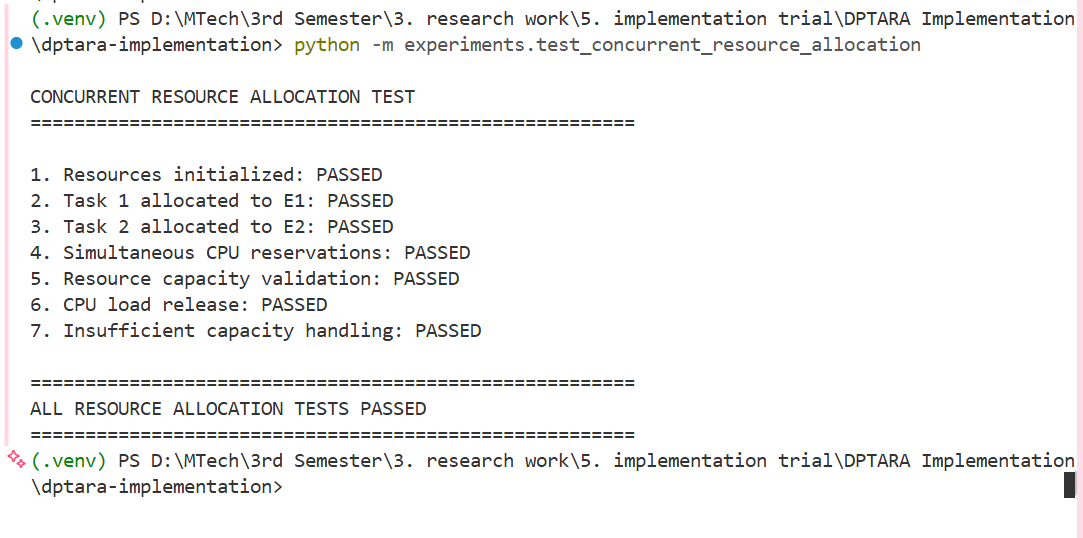 (.venv) PS D:\MTech\3rd Semester\3. research work\5. implementation trial\DPTARA Implementation
\dptara-implementation> python -m experiments.test_concurrent_resource_allocation
CONCURRENT RESOURCE ALLOCATION TEST
=======================================================
1. Resources initialized: PASSED
2. Task 1 allocated to E1: PASSED
3. Task 2 allocated to E2: PASSED
4. Simultaneous CPU reservations: PASSED
5. Resource capacity validation: PASSED
6. CPU load release: PASSED
7. Insufficient capacity handling: PASSED
=======================================================
ALL RESOURCE ALLOCATION TESTS PASSED
=======================================================
(.venv) PS D:\MTech\3rd Semester\3. research work\5. implementation trial\DPTARA Implementation
\dptara-implementation>